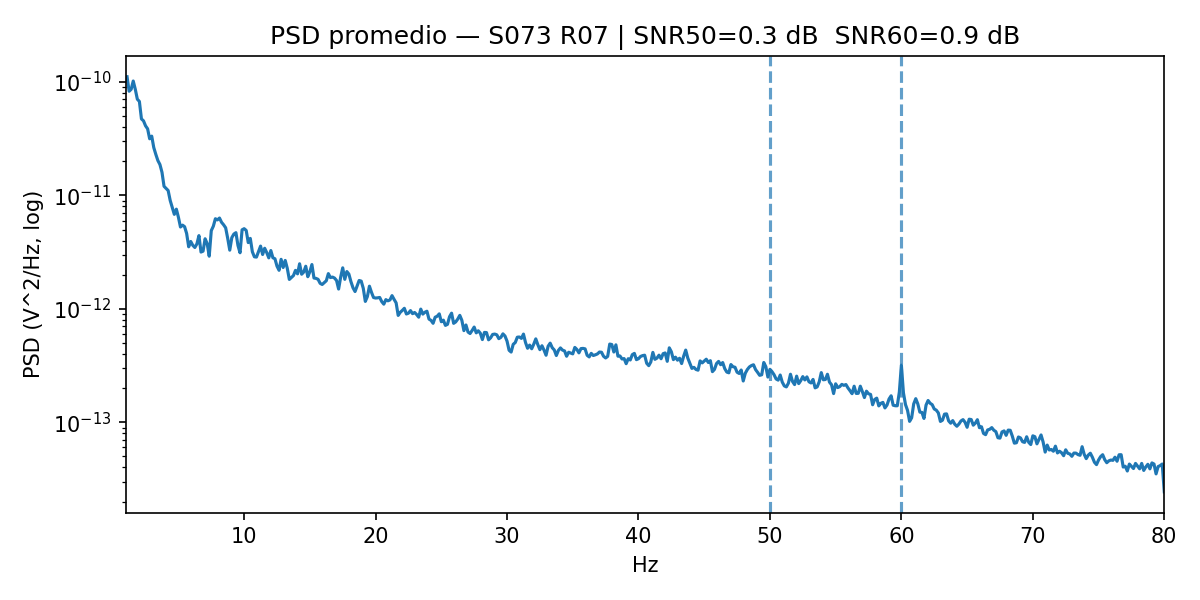 PSD promedio — S073 R07 | SNR50=0.3 dB  SNR60=0.9 dB
PSD (V^2/Hz, log)
10⁻¹⁰
10⁻¹¹
10⁻¹²
10⁻¹³
10 20 30 40 50 60 70 80
Hz